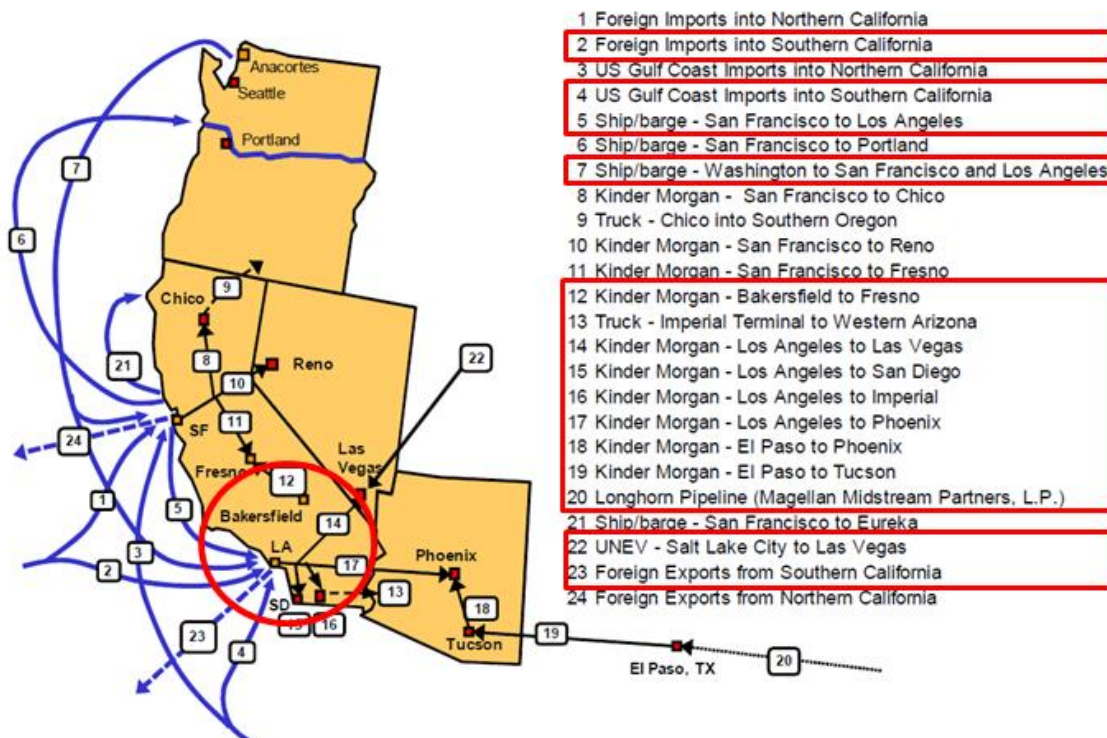 Anacortes
Seattle
Portland
7
6
9
Chico
21
8
10
Reno
22
11
SF
24
Fresno
Las
Vegas
12
1
5
Bakersfield
14
LA
Phoenix
3
2
17
13
SD
18
15
16
23
Tucson
19
4
El Paso, TX
20
1 Foreign Imports into Northern California
2 Foreign Imports into Southern California
3 US Gulf Coast Imports into Northern California
4 US Gulf Coast Imports into Southern California
5 Ship/barge - San Francisco to Los Angeles
6 Ship/barge - San Francisco to Portland
7 Ship/barge - Washington to San Francisco and Los Angeles
8 Kinder Morgan - San Francisco to Chico
9 Truck - Chico into Southern Oregon
10 Kinder Morgan - San Francisco to Reno
11 Kinder Morgan - San Francisco to Fresno
12 Kinder Morgan - Bakersfield to Fresno
13 Truck - Imperial Terminal to Western Arizona
14 Kinder Morgan - Los Angeles to Las Vegas
15 Kinder Morgan - Los Angeles to San Diego
16 Kinder Morgan - Los Angeles to Imperial
17 Kinder Morgan - Los Angeles to Phoenix
18 Kinder Morgan - El Paso to Phoenix
19 Kinder Morgan - El Paso to Tucson
20 Longhorn Pipeline (Magellan Midstream Partners, L.P.)
21 Ship/barge - San Francisco to Eureka
22 UNEV - Salt Lake City to Las Vegas
23 Foreign Exports from Southern California
24 Foreign Exports from Northern California